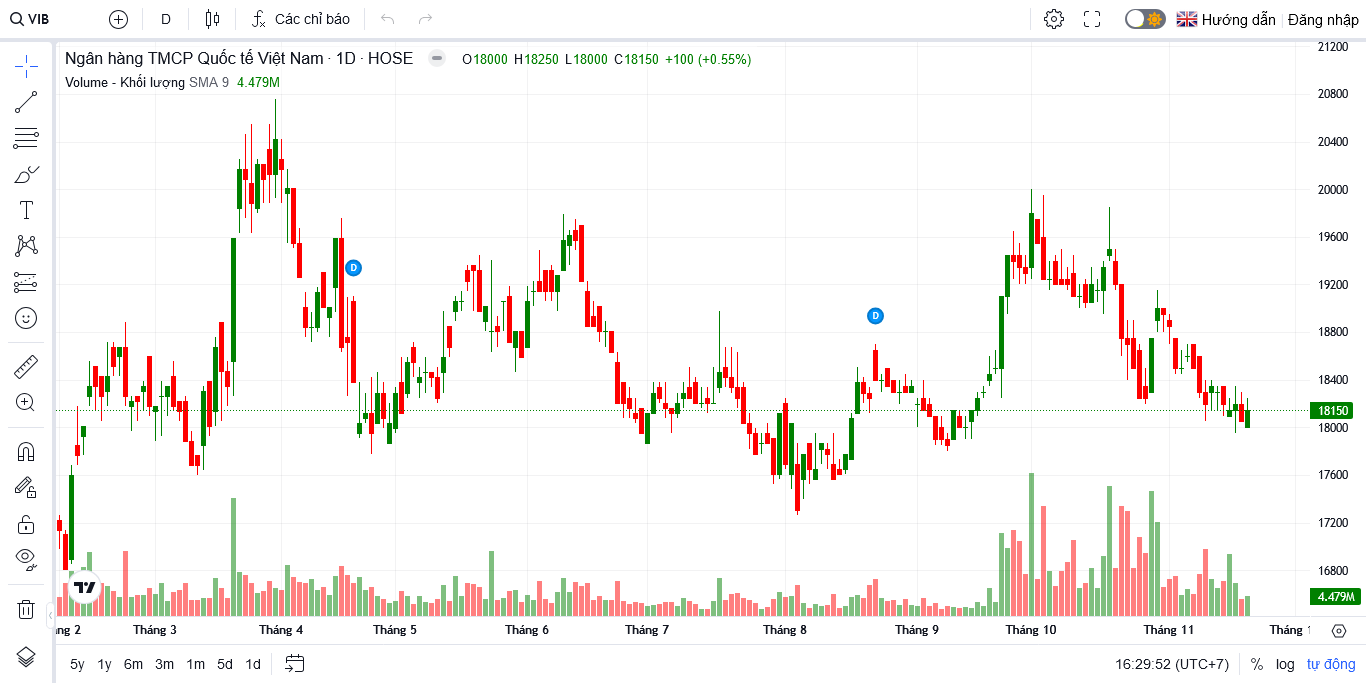 VIB D Các chỉ báo Hướng dẫn Đăng nhập
Ngân hàng TMCP Quốc tế Việt Nam · 1D · HOSE O18000 H18250 L18000 C18150 +100 (+0.55%)
Volume - Khối lượng SMA 9 4.479M
21200
20800
20400
20000
19600
19200
18800
18400
18150
18000
17600
17200
16800
4.479M
D
D
T
ng 2 Tháng 3 Tháng 4 Tháng 5 Tháng 6 Tháng 7 Tháng 8 Tháng 9 Tháng 10 Tháng 11 Tháng 1
5y 1y 6m 3m 1m 5d 1d 16:29:52 (UTC+7) % log tự động